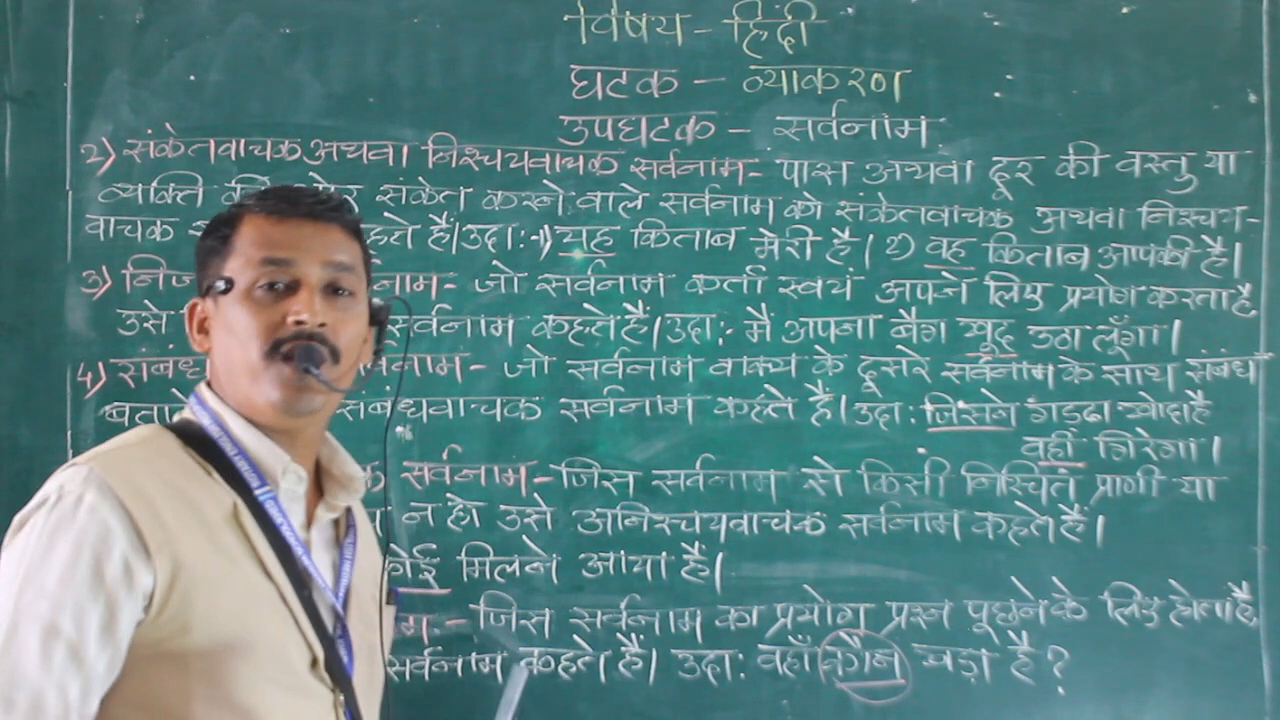 विषय - हिंदी
घटक - व्याकरण
उपघटक - सर्वनाम
2) संकेतवाचक अथवा निश्चयवाचक सर्वनाम - पास अथवा दूर की वस्तु या
व्यक्ति संकेत करने वाले सर्वनाम को संकेतवाचक अथवा निश्चय-
वाचक हते हैं। उदा:- १) यह किताब मेरी है। २) वह किताब आपकी है।
3) निज नाम - जो सर्वनाम कर्ता स्वयं अपने लिए प्रयोग करता है,
उसे सर्वनाम कहते हैं। उदा:- मैं अपना बैग खुद उठा लूँगा।
4) संबंध नाम - जो सर्वनाम वाक्य के दूसरे सर्वनाम के साथ संबंध
बताये संबंधवाचक सर्वनाम कहते हैं। उदा: जिसने गड्ढा खोदा है
वही गिरेगा।
क सर्वनाम - जिस सर्वनाम से किसी निश्चित प्राणी या
न हो उसे अनिश्चयवाचक सर्वनाम कहते हैं।
कोई मिलने आया है।
म - जिस सर्वनाम का प्रयोग प्रश्न पूछने के लिए होता है,
सर्वनाम कहते हैं। उदा: वहाँ कौन खड़ा है?